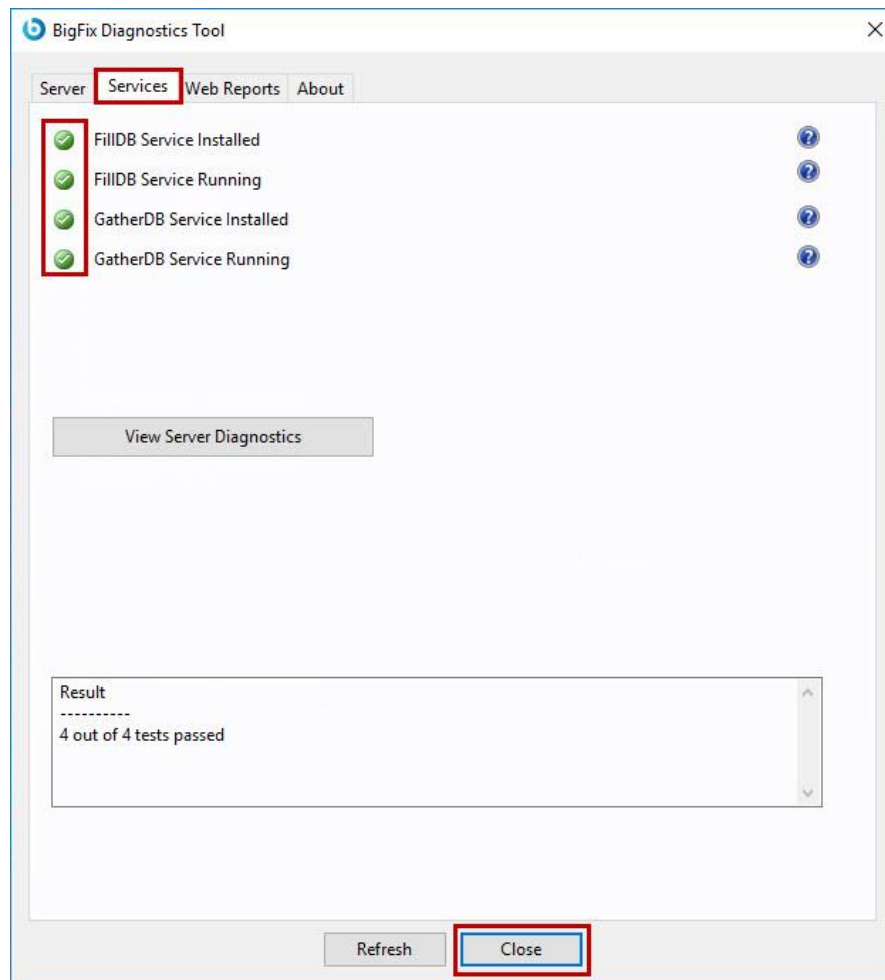 BigFix Diagnostics Tool
Server Services Web Reports About
FillDB Service Installed
FillDB Service Running
GatherDB Service Installed
GatherDB Service Running
View Server Diagnostics
Result
----------
4 out of 4 tests passed
Refresh Close